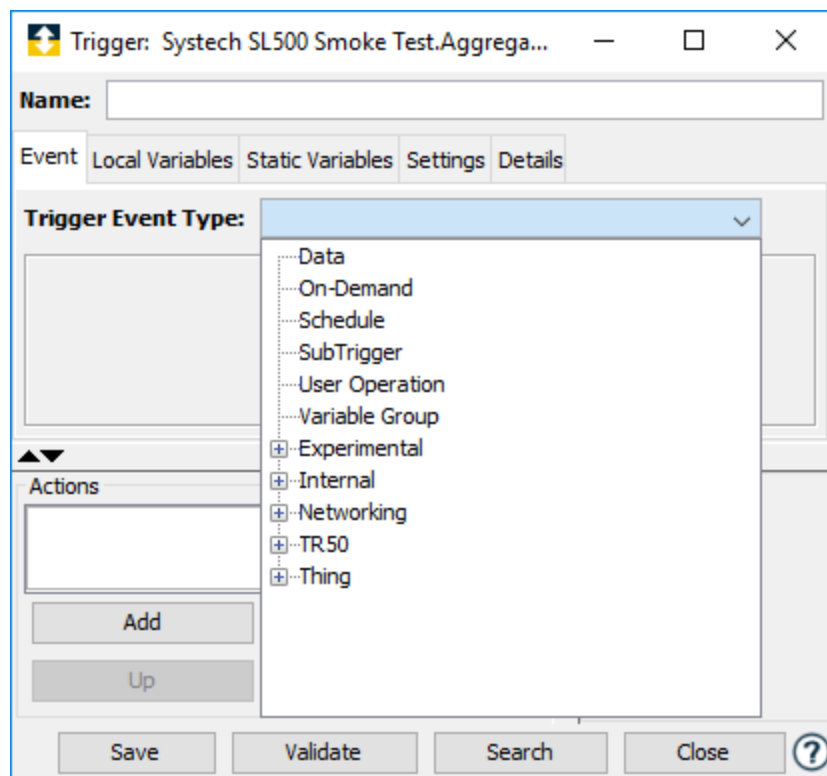 Trigger: Systech SL500 Smoke Test.Aggrega...
Name:
Event Local Variables Static Variables Settings Details
Trigger Event Type:
Data
On-Demand
Schedule
SubTrigger
User Operation
Variable Group
Experimental
Internal
Networking
TR50
Thing
Actions
Add
Up
Save Validate Search Close ?